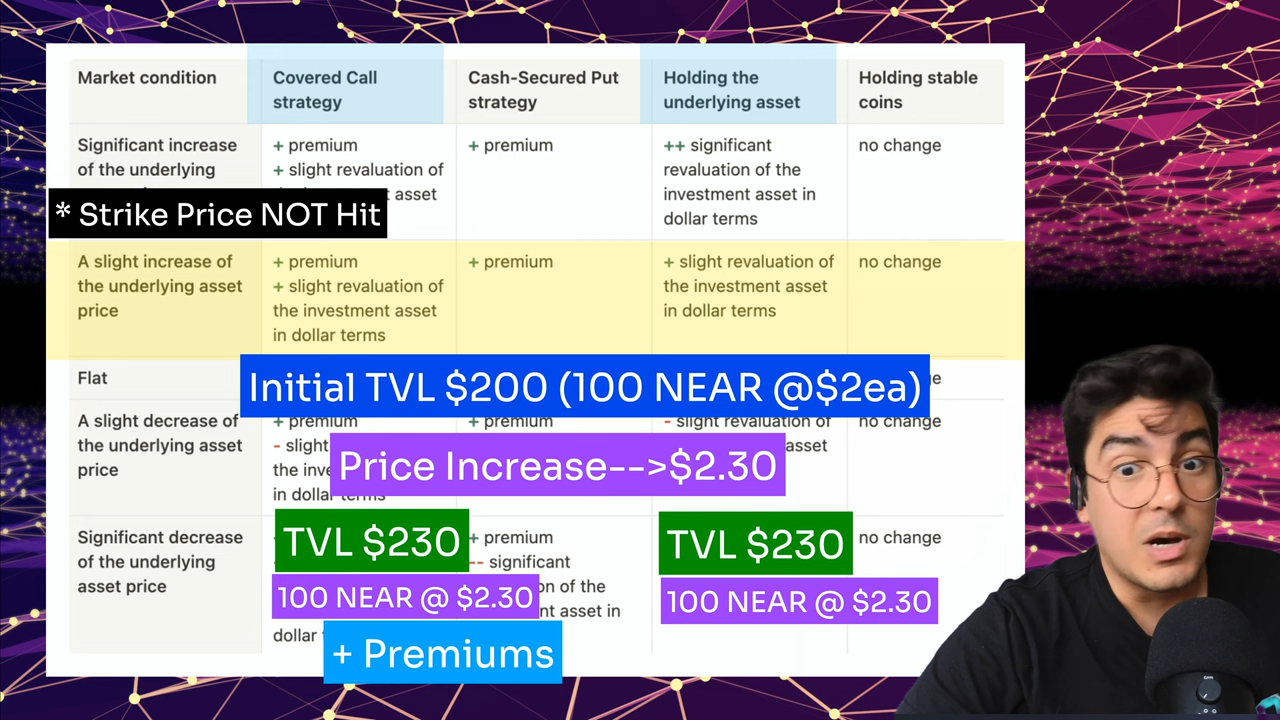 Market condition
Covered Call
strategy
Cash-Secured Put
strategy
Holding the
underlying asset
Holding stable
coins
Significant increase
of the underlying
+ premium
+ slight revaluation of
asset
+ premium
++ significant
revaluation of the
investment asset in
dollar terms
no change
* Strike Price NOT Hit
A slight increase of
the underlying asset
price
+ premium
+ slight revaluation of
the investment asset
in dollar terms
+ premium
+ slight revaluation of
the investment asset
in dollar terms
no change
Flat
Initial TVL $200 (100 NEAR @$2ea)
A slight decrease of
the underlying asset
price
+ premium
- slight
in dollar terms
+ premium
- slight revaluation of
asset
no change
Price Increase-->$2.30
Significant decrease
of the underlying
asset price
TVL $230
100 NEAR @ $2.30
dollar
+ Premiums
+ premium
-- significant
of the
asset in
TVL $230
100 NEAR @ $2.30
no change